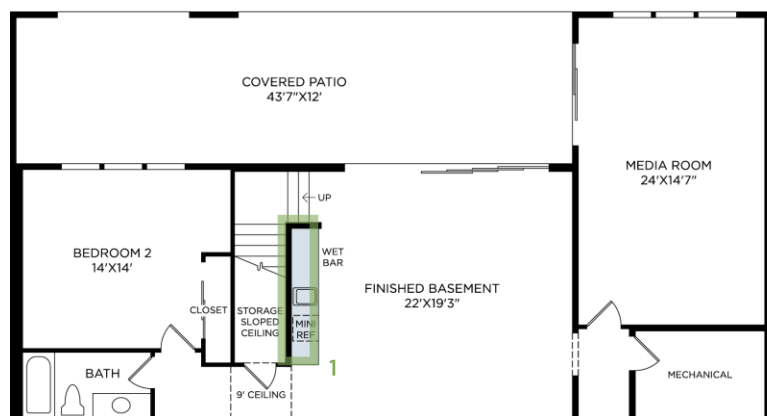 COVERED PATIO
43'7"X12'
MEDIA ROOM
24'X14'7"
UP
BEDROOM 2
14'X14'
WET
BAR
FINISHED BASEMENT
22'X19'3"
CLOSET
STORAGE
SLOPED
CEILING
MINI
REF
1
BATH
9' CEILING
MECHANICAL